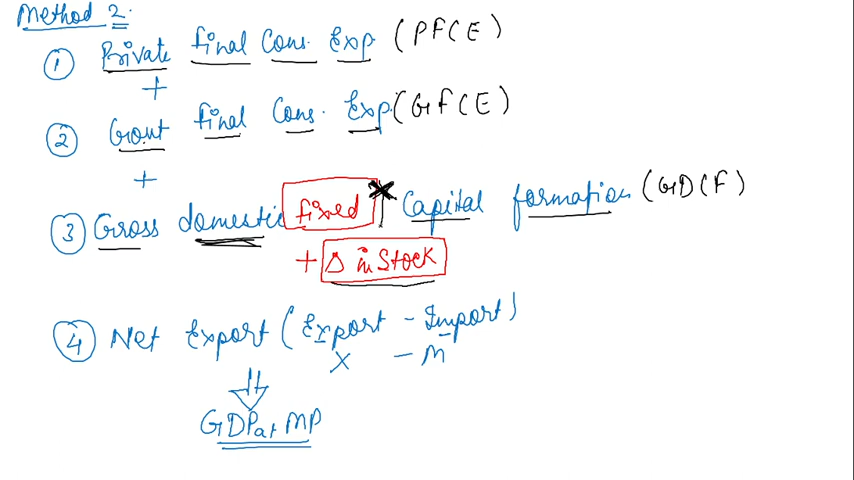 Method 2.
① Private final Cons. Exp (PFCE)
+
② Govt final Cons. Exp. (GFCE)
+
③ Gross domestic fixed Capital formation (GDCF)
+ Δ in Stock
④ Net Export (Export - Import)
X - M
⇓
GDP at MP